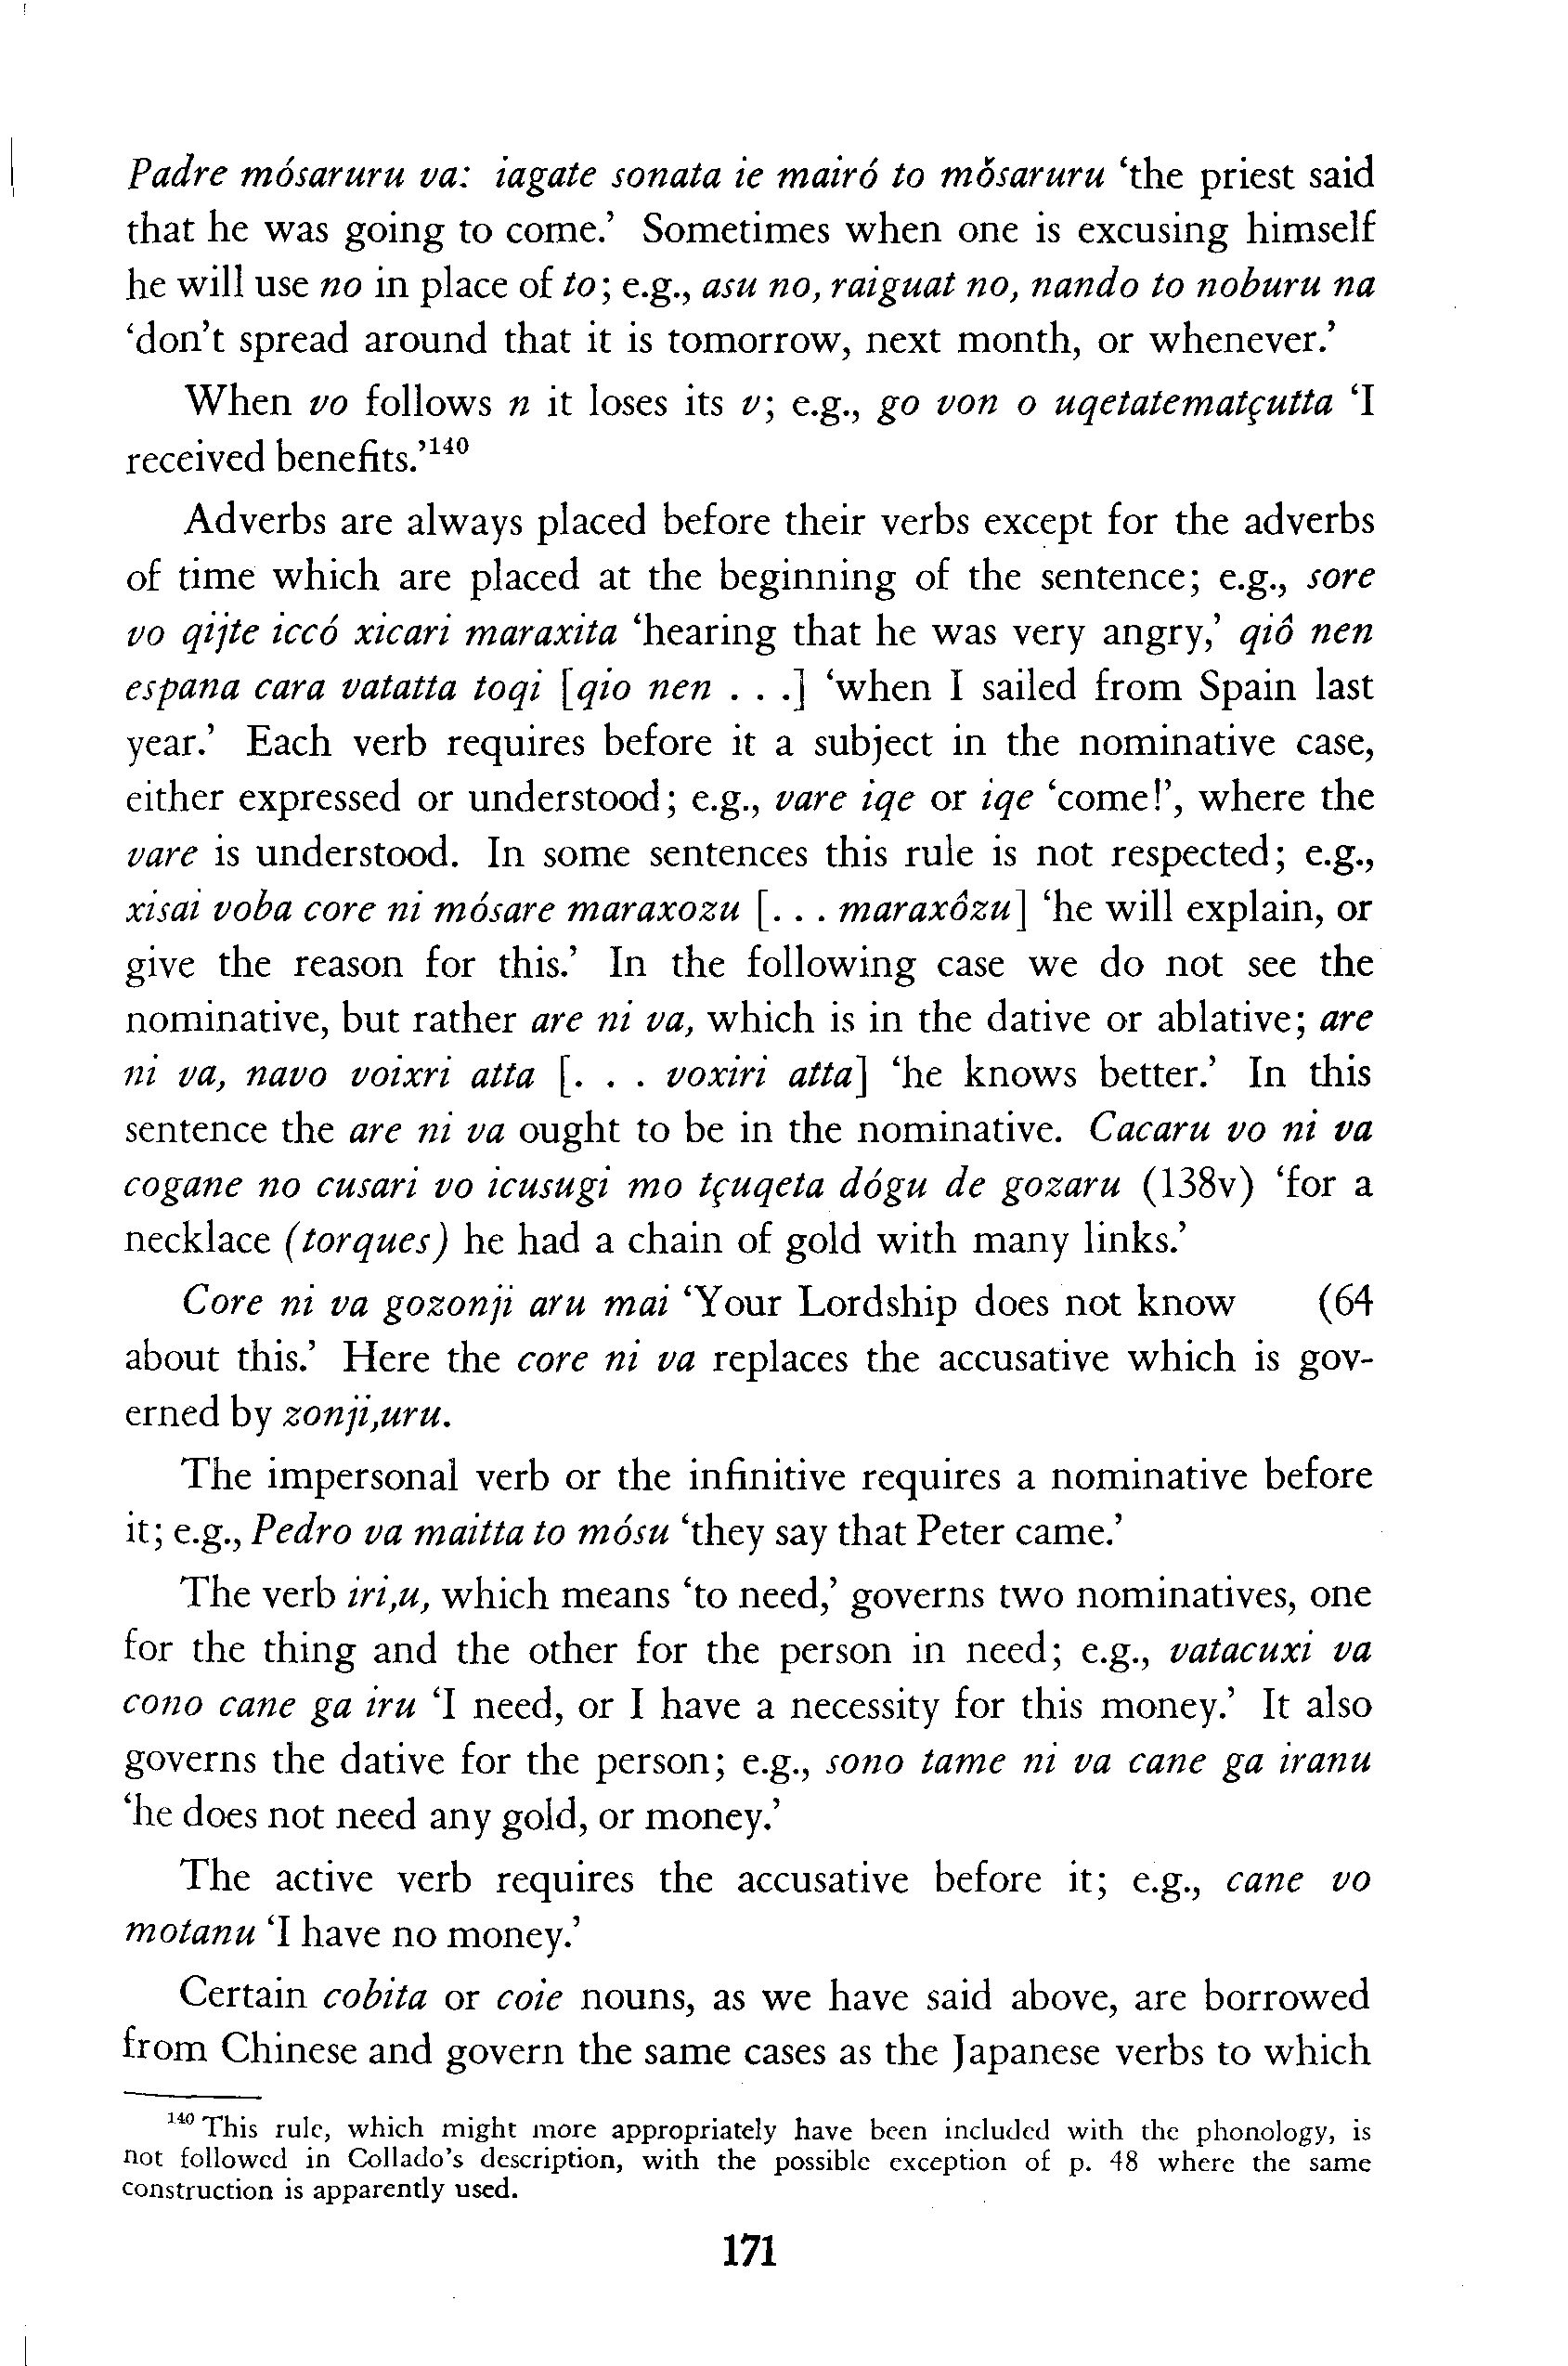 Padre mósaruru va: iagate sonata ie mairó to mǒsaruru ‘the priest said
that he was going to come.’ Sometimes when one is excusing himself
he will use no in place of to; e.g., asu no, raiguat no, nando to noburu na
‘don’t spread around that it is tomorrow, next month, or whenever.’
When vo follows n it loses its v; e.g., go von o uqetatematçutta ‘I
received benefits.’140
Adverbs are always placed before their verbs except for the adverbs
of time which are placed at the beginning of the sentence; e.g., sore
vo qijte iccó xicari maraxita ‘hearing that he was very angry,’ qiô nen
espana cara vatatta toqi [qio nen . . .] ‘when I sailed from Spain last
year.’ Each verb requires before it a subject in the nominative case,
either expressed or understood; e.g., vare iqe or iqe ‘come!’, where the
vare is understood. In some sentences this rule is not respected; e.g.,
xisai voba core ni mósare maraxozu [. . . maraxôzu] ‘he will explain, or
give the reason for this.’ In the following case we do not see the
nominative, but rather are ni va, which is in the dative or ablative; are
ni va, navo voixri atta [. . . voxiri atta] ‘he knows better.’ In this
sentence the are ni va ought to be in the nominative. Cacaru vo ni va
cogane no cusari vo icusugi mo tçuqeta dógu de gozaru (138v) ‘for a
necklace (torques) he had a chain of gold with many links.’
Core ni va gozonji aru mai ‘Your Lordship does not know (64
about this.’ Here the core ni va replaces the accusative which is gov-
erned by zonji,uru.
The impersonal verb or the infinitive requires a nominative before
it; e.g., Pedro va maitta to mósu ‘they say that Peter came.’
The verb iri,u, which means ‘to need,’ governs two nominatives, one
for the thing and the other for the person in need; e.g., vatacuxi va
cono cane ga iru ‘I need, or I have a necessity for this money.’ It also
governs the dative for the person; e.g., sono tame ni va cane ga iranu
‘he does not need any gold, or money.’
The active verb requires the accusative before it; e.g., cane vo
motanu ‘I have no money.’
Certain cobita or coie nouns, as we have said above, are borrowed
from Chinese and govern the same cases as the Japanese verbs to which
140 This rule, which might more appropriately have been included with the phonology, is
not followed in Collado’s description, with the possible exception of p. 48 where the same
construction is apparently used.
171